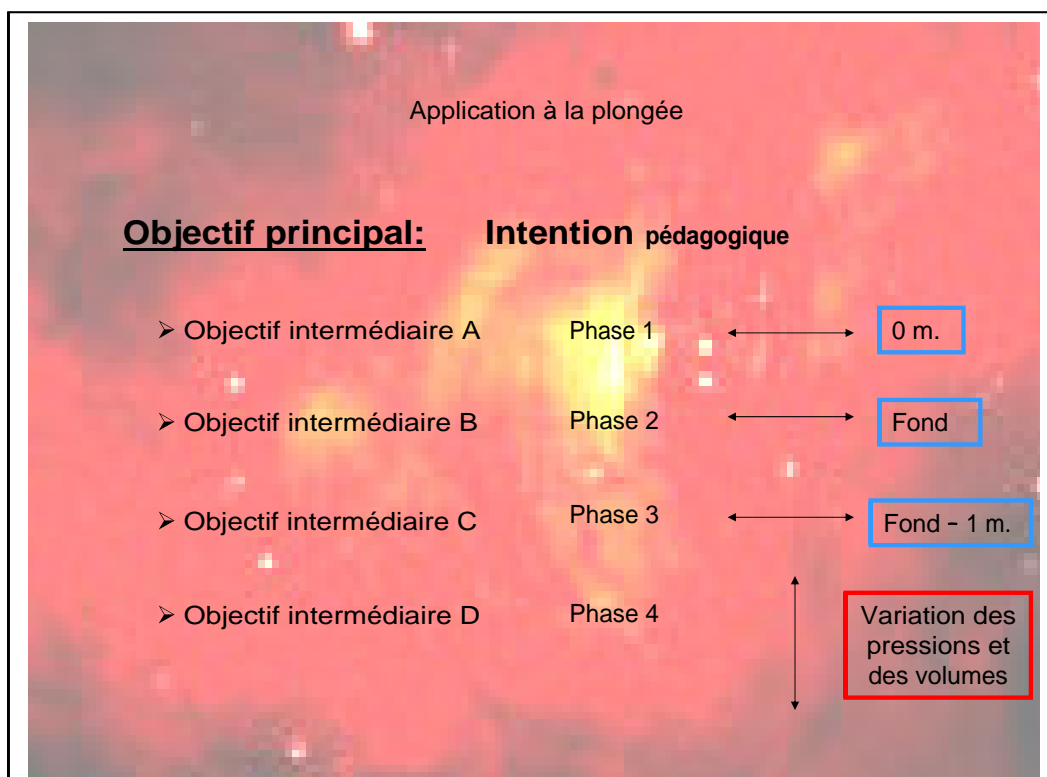 Application à la plongée
Objectif principal: Intention pédagogique
➢ Objectif intermédiaire A Phase 1 0 m.
➢ Objectif intermédiaire B Phase 2 Fond
➢ Objectif intermédiaire C Phase 3 Fond – 1 m.
➢ Objectif intermédiaire D Phase 4
Variation des
pressions et
des volumes